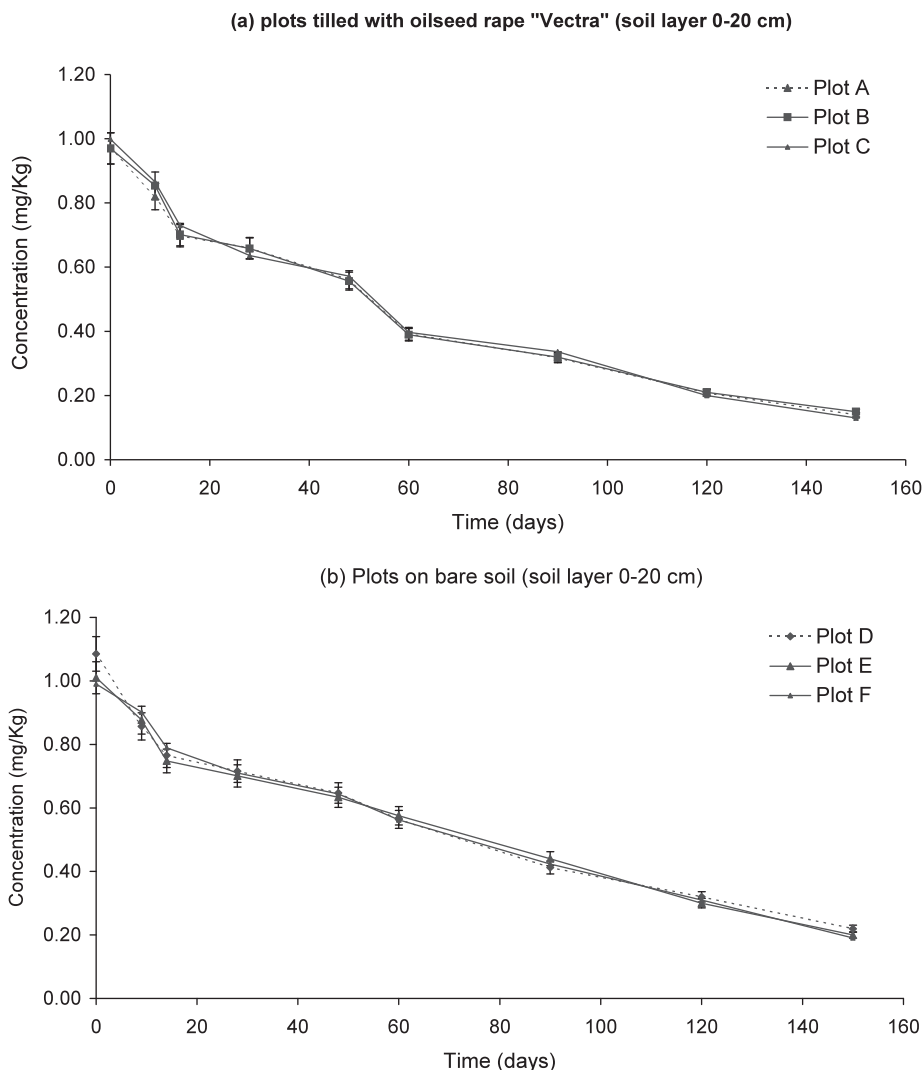 (a) plots tilled with oilseed rape "Vectra" (soil layer 0-20 cm)
1.20
1.00
0.80
0.60
0.40
0.20
0.00
Concentration (mg/Kg)
Plot A
Plot B
Plot C
0 20 40 60 80 100 120 140 160
Time (days)
(b) Plots on bare soil (soil layer 0-20 cm)
1.20
1.00
0.80
0.60
0.40
0.20
0.00
Concentration (mg/Kg)
Plot D
Plot E
Plot F
0 20 40 60 80 100 120 140 160
Time (days)